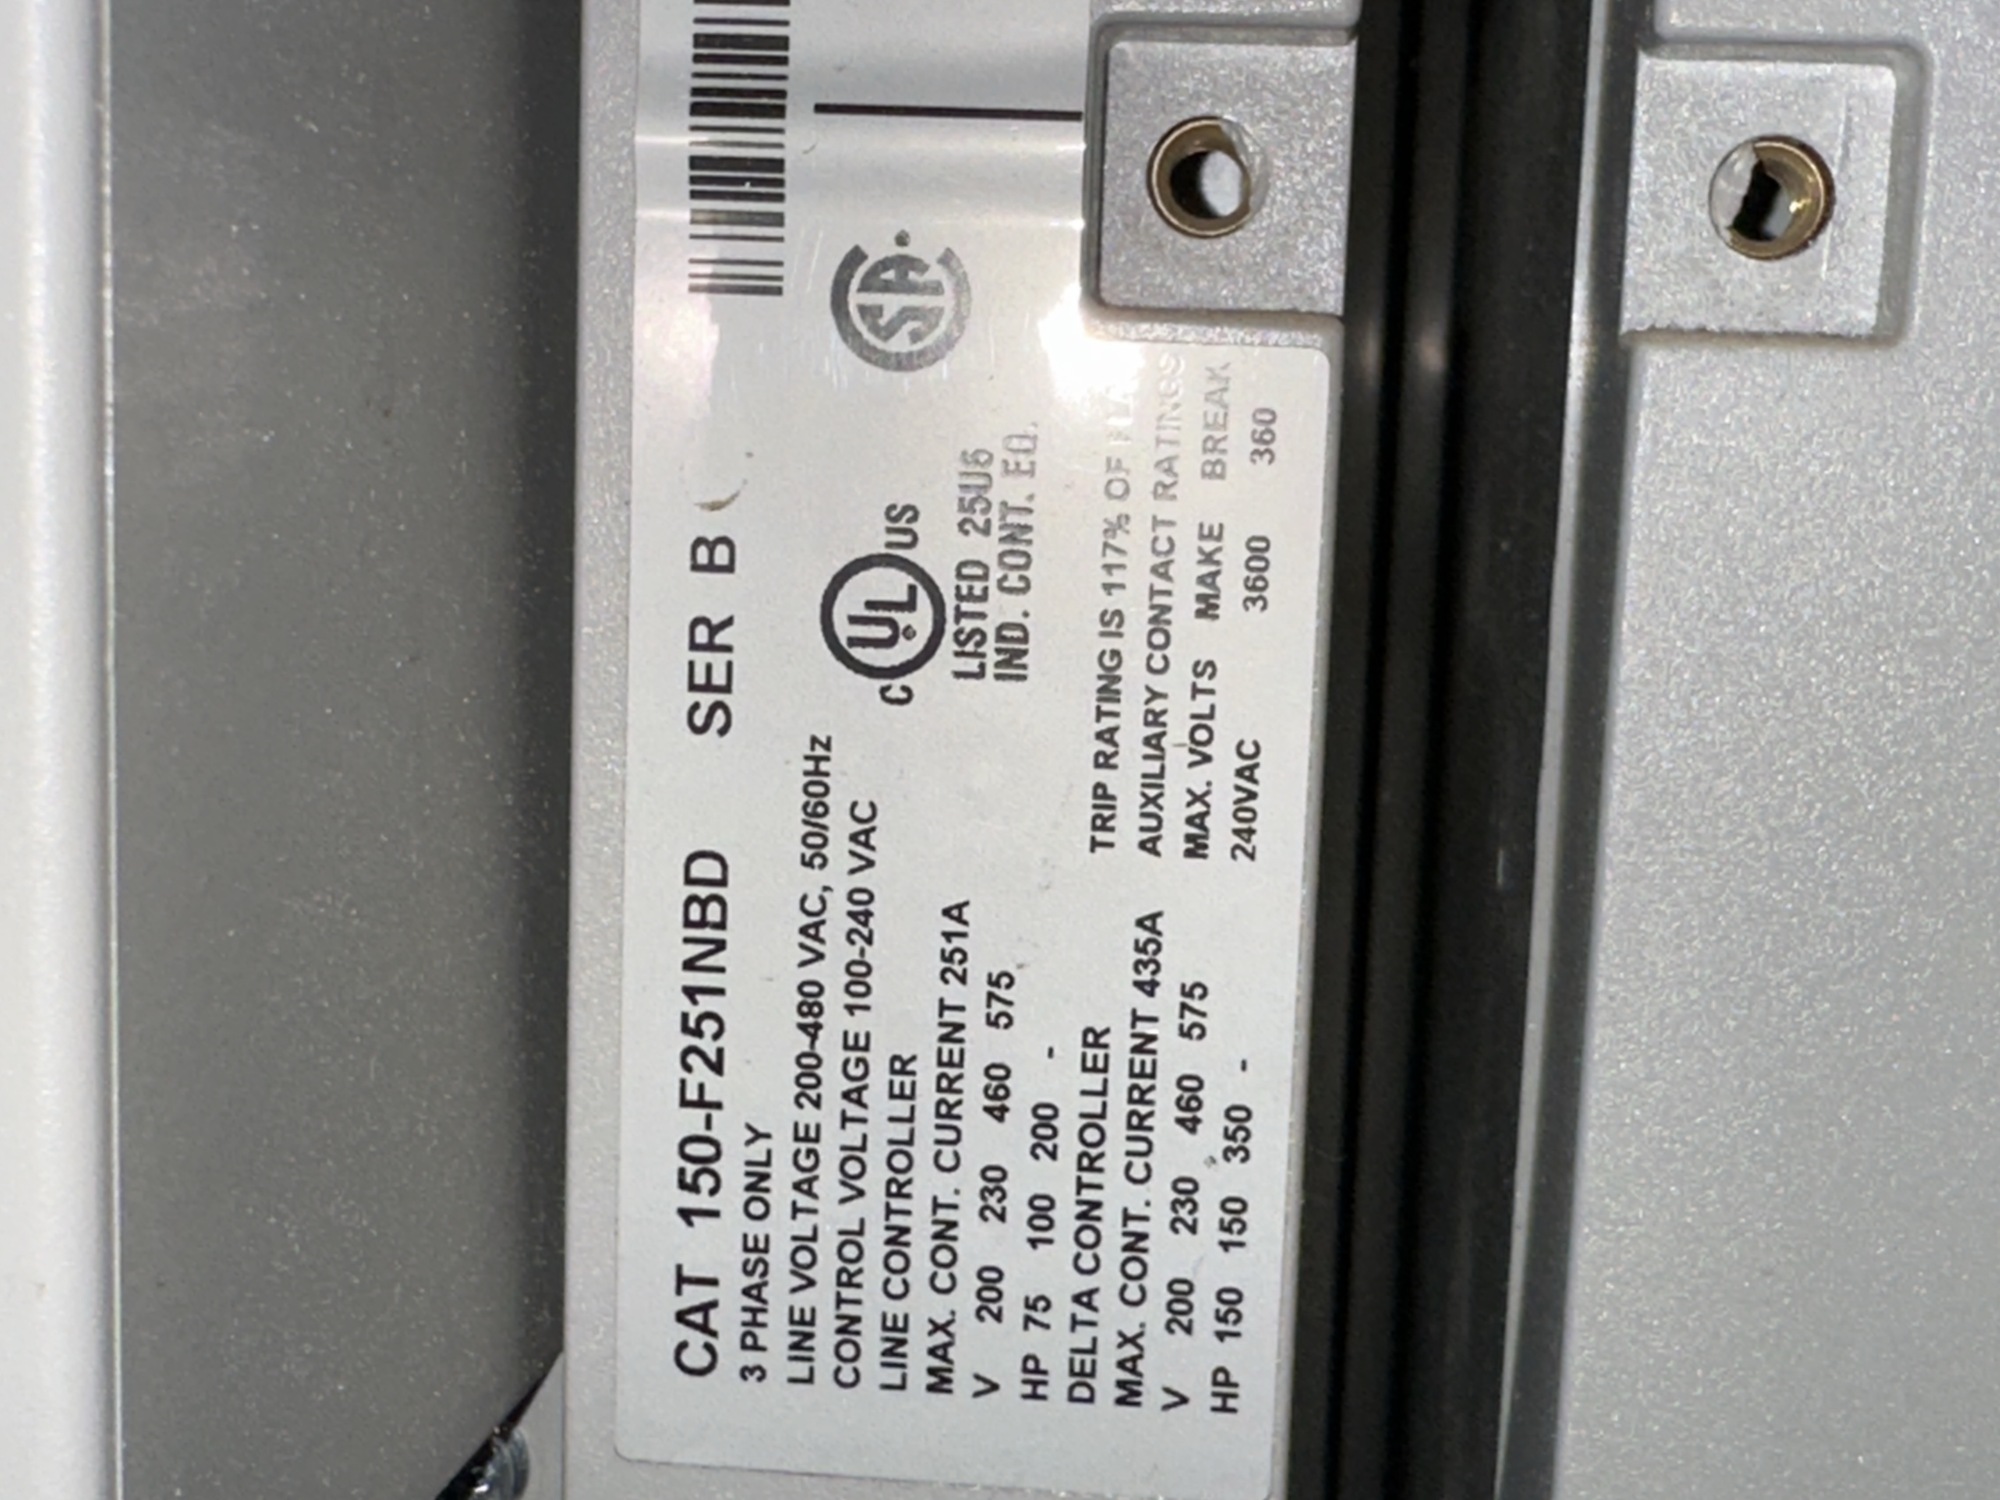 CAT 150-F251NBD SER B
3 PHASE ONLY
LINE VOLTAGE 200-480 VAC, 50/60Hz
CONTROL VOLTAGE 100-240 VAC
LINE CONTROLLER
MAX. CONT. CURRENT 251A
V 200 230 460 575
HP 75 100 200 -
DELTA CONTROLLER
MAX. CONT. CURRENT 435A
V 200 230 460 575
HP 150 150 350 -
C UL US
LISTED 25U6
IND. CONT. EQ.
SA
TRIP RATING IS 117% OF
AUXILIARY CONTACT RATINGS
MAX. VOLTS MAKE BREAK
240VAC 3600 360